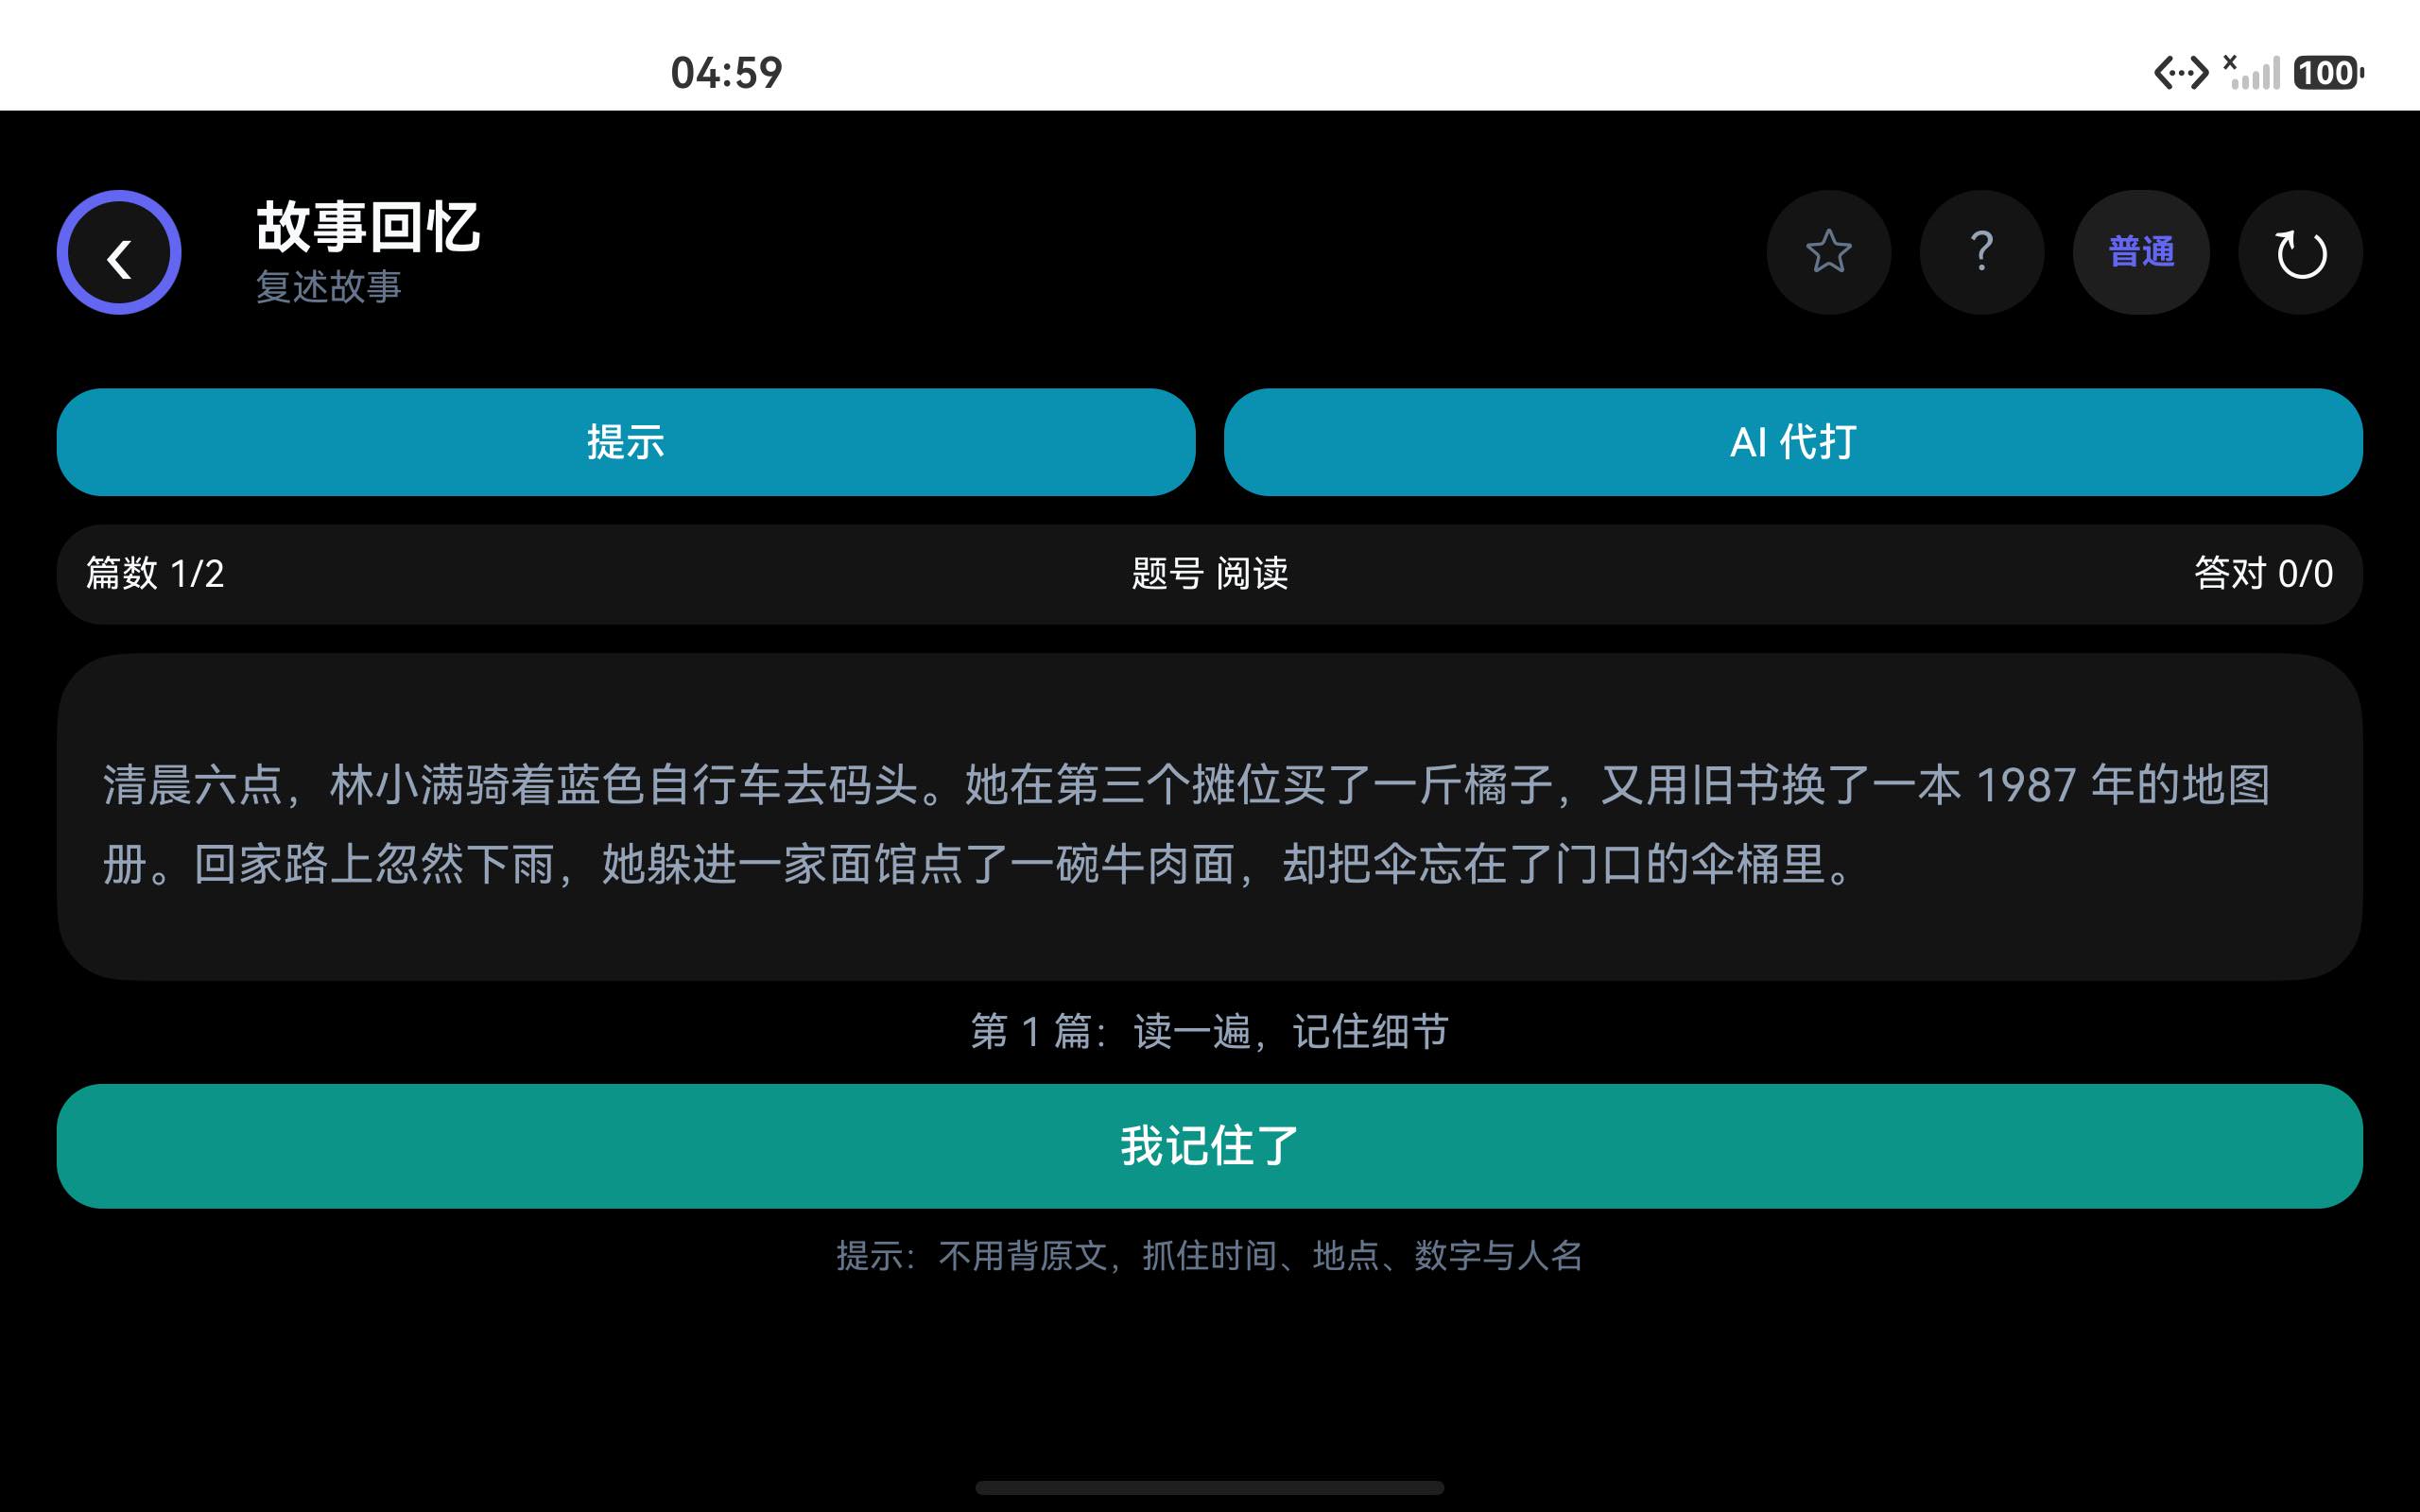 04:59
100
故事回忆
复述故事
?
普通
提示
AI 代打
篇数 1/2
题号 阅读
答对 0/0
清晨六点，林小满骑着蓝色自行车去码头。她在第三个摊位买了一斤橘子，又用旧书换了一本 1987 年的地图
册。回家路上忽然下雨，她躲进一家面馆点了一碗牛肉面，却把伞忘在了门口的伞桶里。
第 1 篇：读一遍，记住细节
我记住了
提示：不用背原文，抓住时间、地点、数字与人名